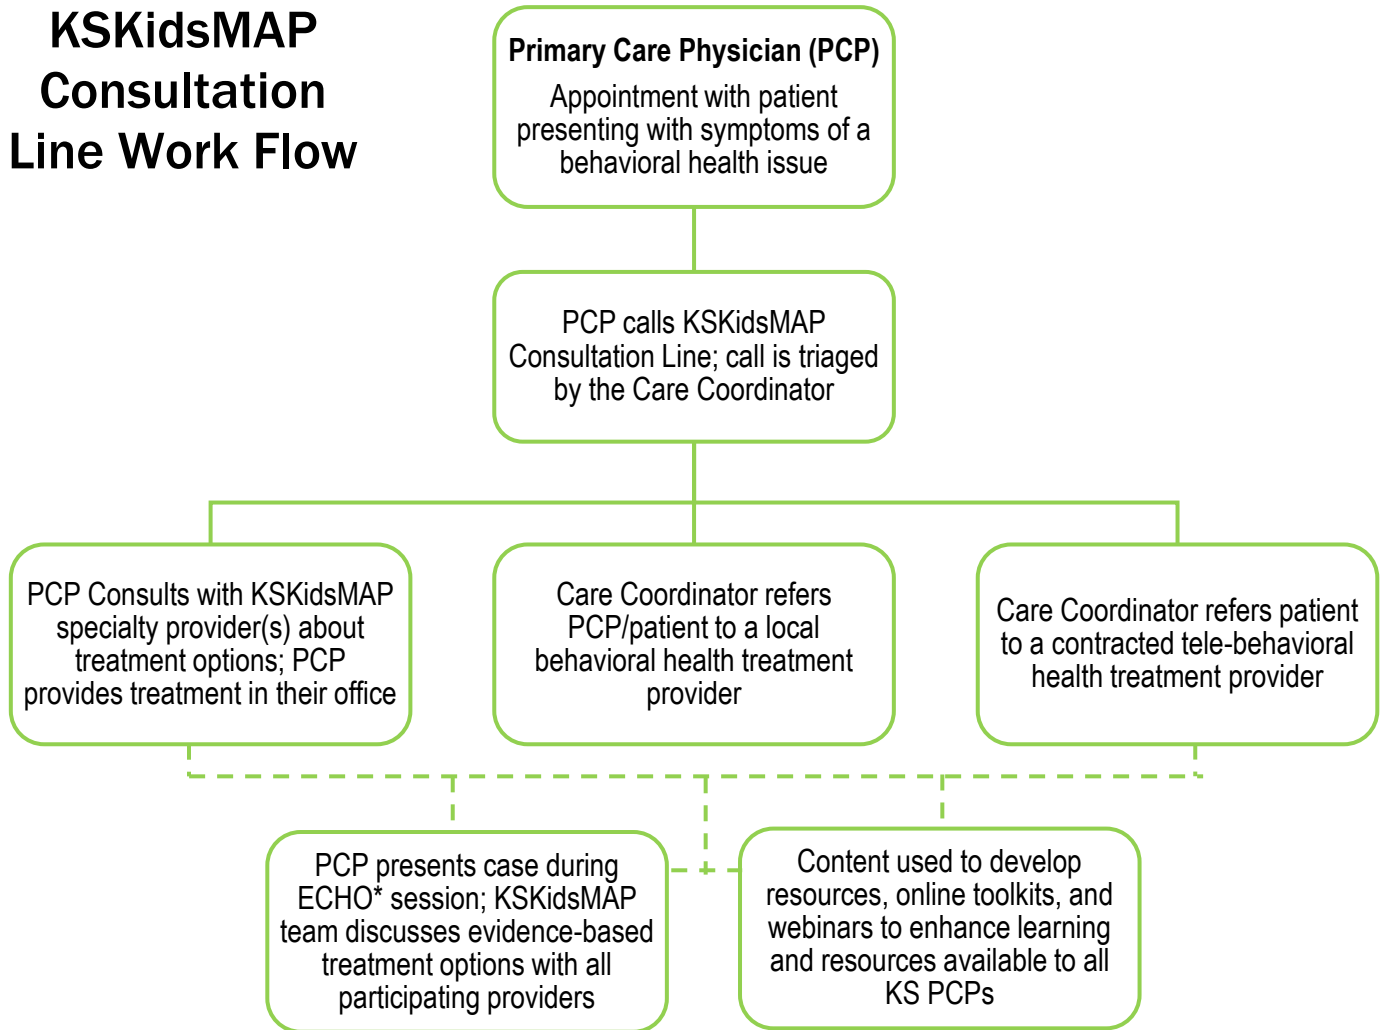 KSKidsMAP
Consultation
Line Work Flow
Primary Care Physician (PCP)
Appointment with patient
presenting with symptoms of a
behavioral health issue
PCP calls KSKidsMAP
Consultation Line; call is triaged
by the Care Coordinator
PCP Consults with KSKidsMAP
specialty provider(s) about
treatment options; PCP
provides treatment in their office
Care Coordinator refers
PCP/patient to a local
behavioral health treatment
provider
Care Coordinator refers patient
to a contracted tele-behavioral
health treatment provider
PCP presents case during
ECHO* session; KSKidsMAP
team discusses evidence-based
treatment options with all
participating providers
Content used to develop
resources, online toolkits, and
webinars to enhance learning
and resources available to all
KS PCPs